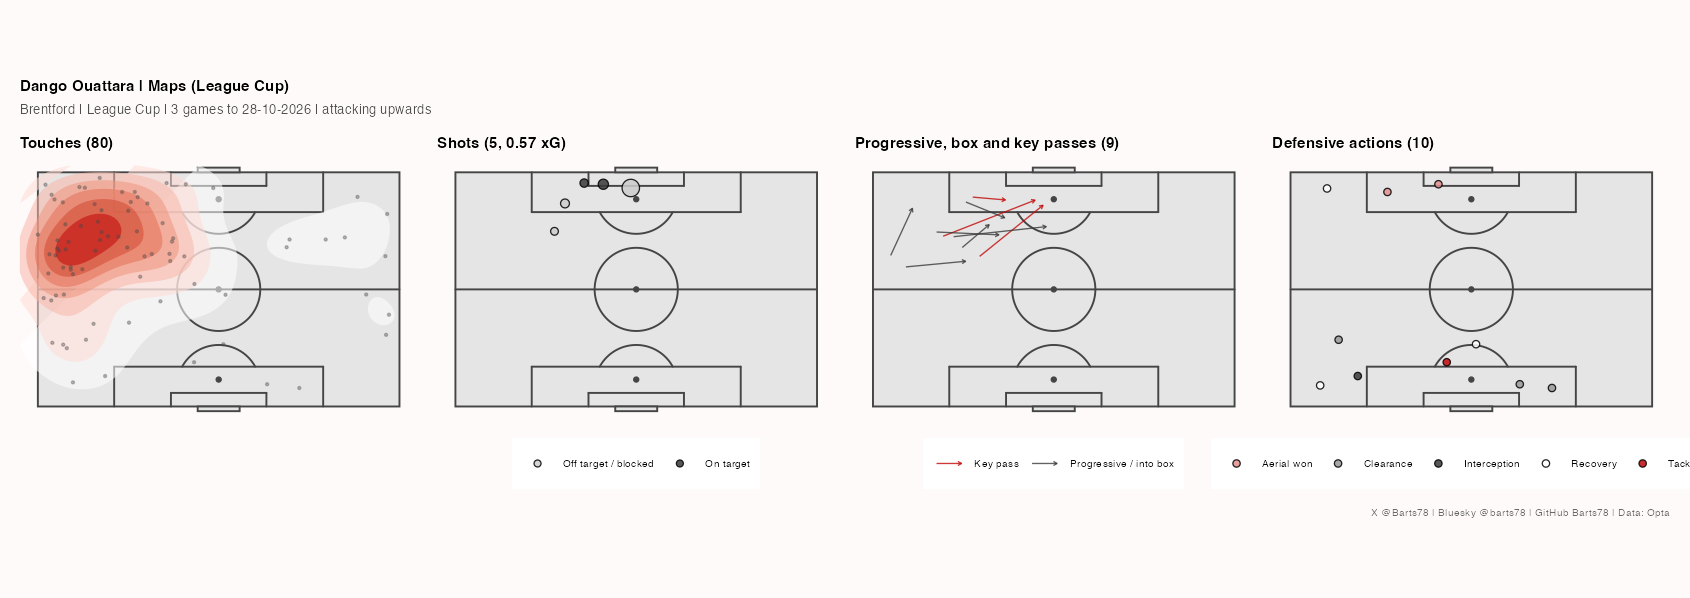 Dango Ouattara | Maps (League Cup)
Brentford | League Cup | 3 games to 28-10-2026 | attacking upwards
Touches (80)
Shots (5, 0.57 xG)
Progressive, box and key passes (9)
Defensive actions (10)
Off target / blocked
On target
Key pass
Progressive / into box
Aerial won
Clearance
Interception
Recovery
Tack
X @Barts78 | Bluesky @barts78 | GitHub Barts78 | Data: Opta